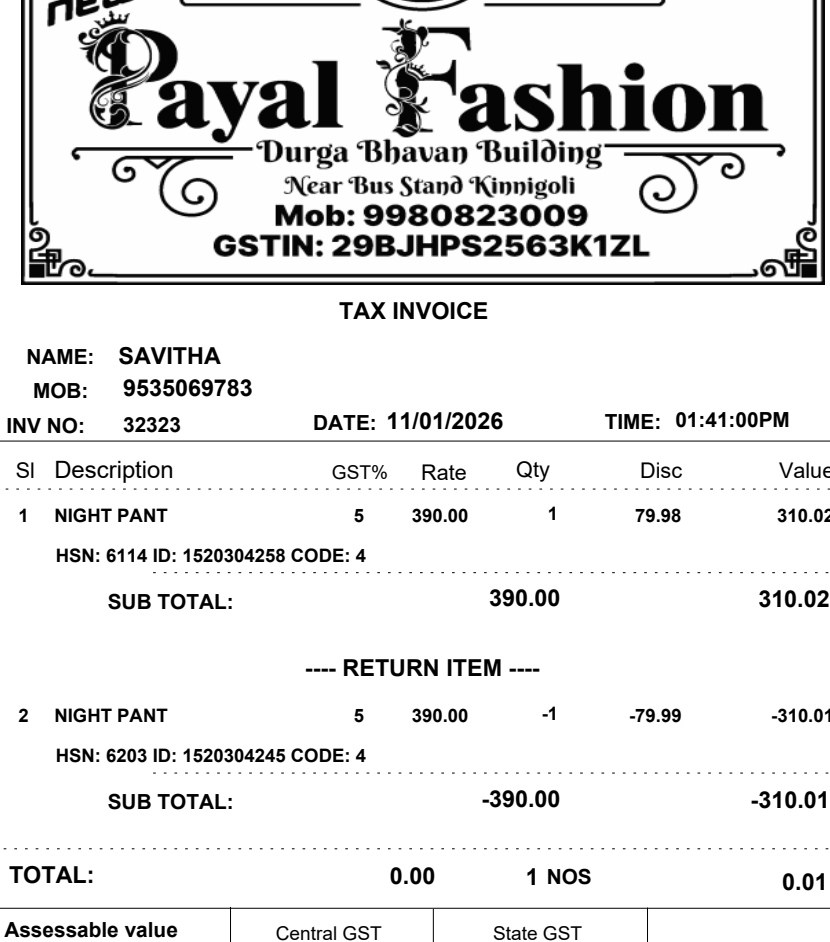 new
Payal Fashion
Durga Bhavan Building
Near Bus Stand Kinnigoli
Mob: 9980823009
GSTIN: 29BJHPS2563K1ZL
TAX INVOICE
NAME: SAVITHA
MOB: 9535069783
INV NO: 32323 DATE: 11/01/2026 TIME: 01:41:00PM
Sl Description GST% Rate Qty Disc Value
1 NIGHT PANT 5 390.00 1 79.98 310.02
HSN: 6114 ID: 1520304258 CODE: 4
SUB TOTAL: 390.00 310.02
---- RETURN ITEM ----
2 NIGHT PANT 5 390.00 -1 -79.99 -310.01
HSN: 6203 ID: 1520304245 CODE: 4
SUB TOTAL: -390.00 -310.01
TOTAL: 0.00 1 NOS 0.01
Assessable value Central GST State GST